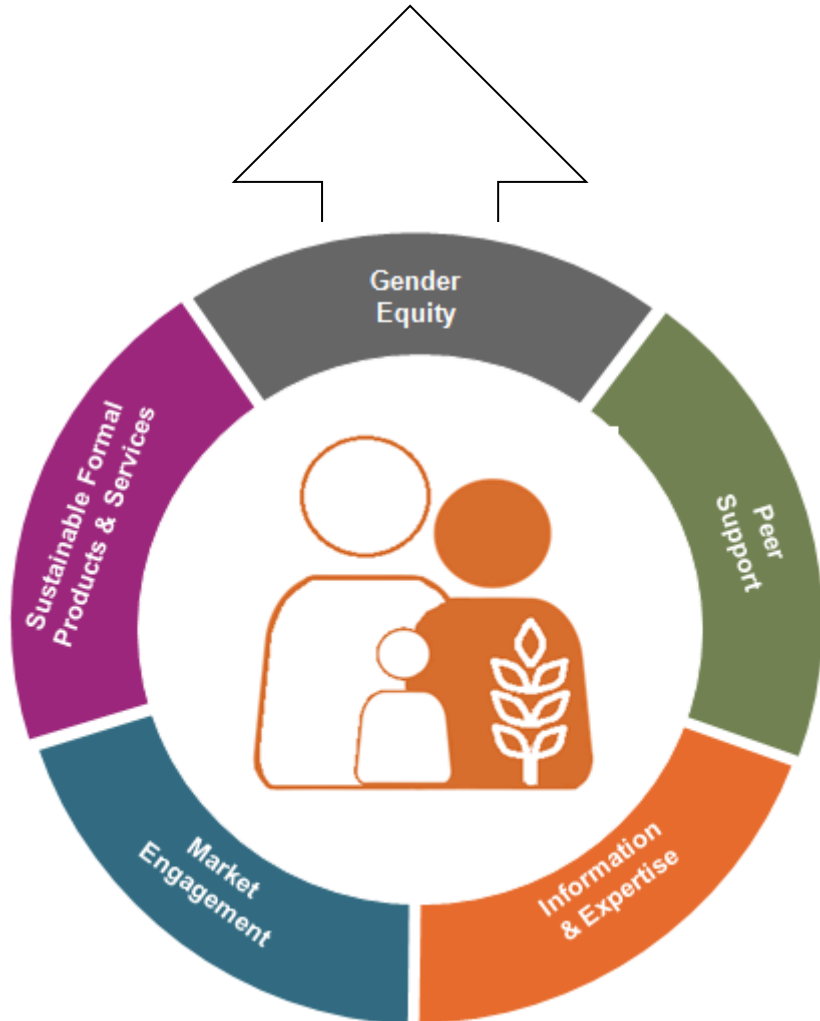 Gender
Equity
Peer
Support
Information
& Expertise
Market
Engagement
Sustainable Formal
Products & Services